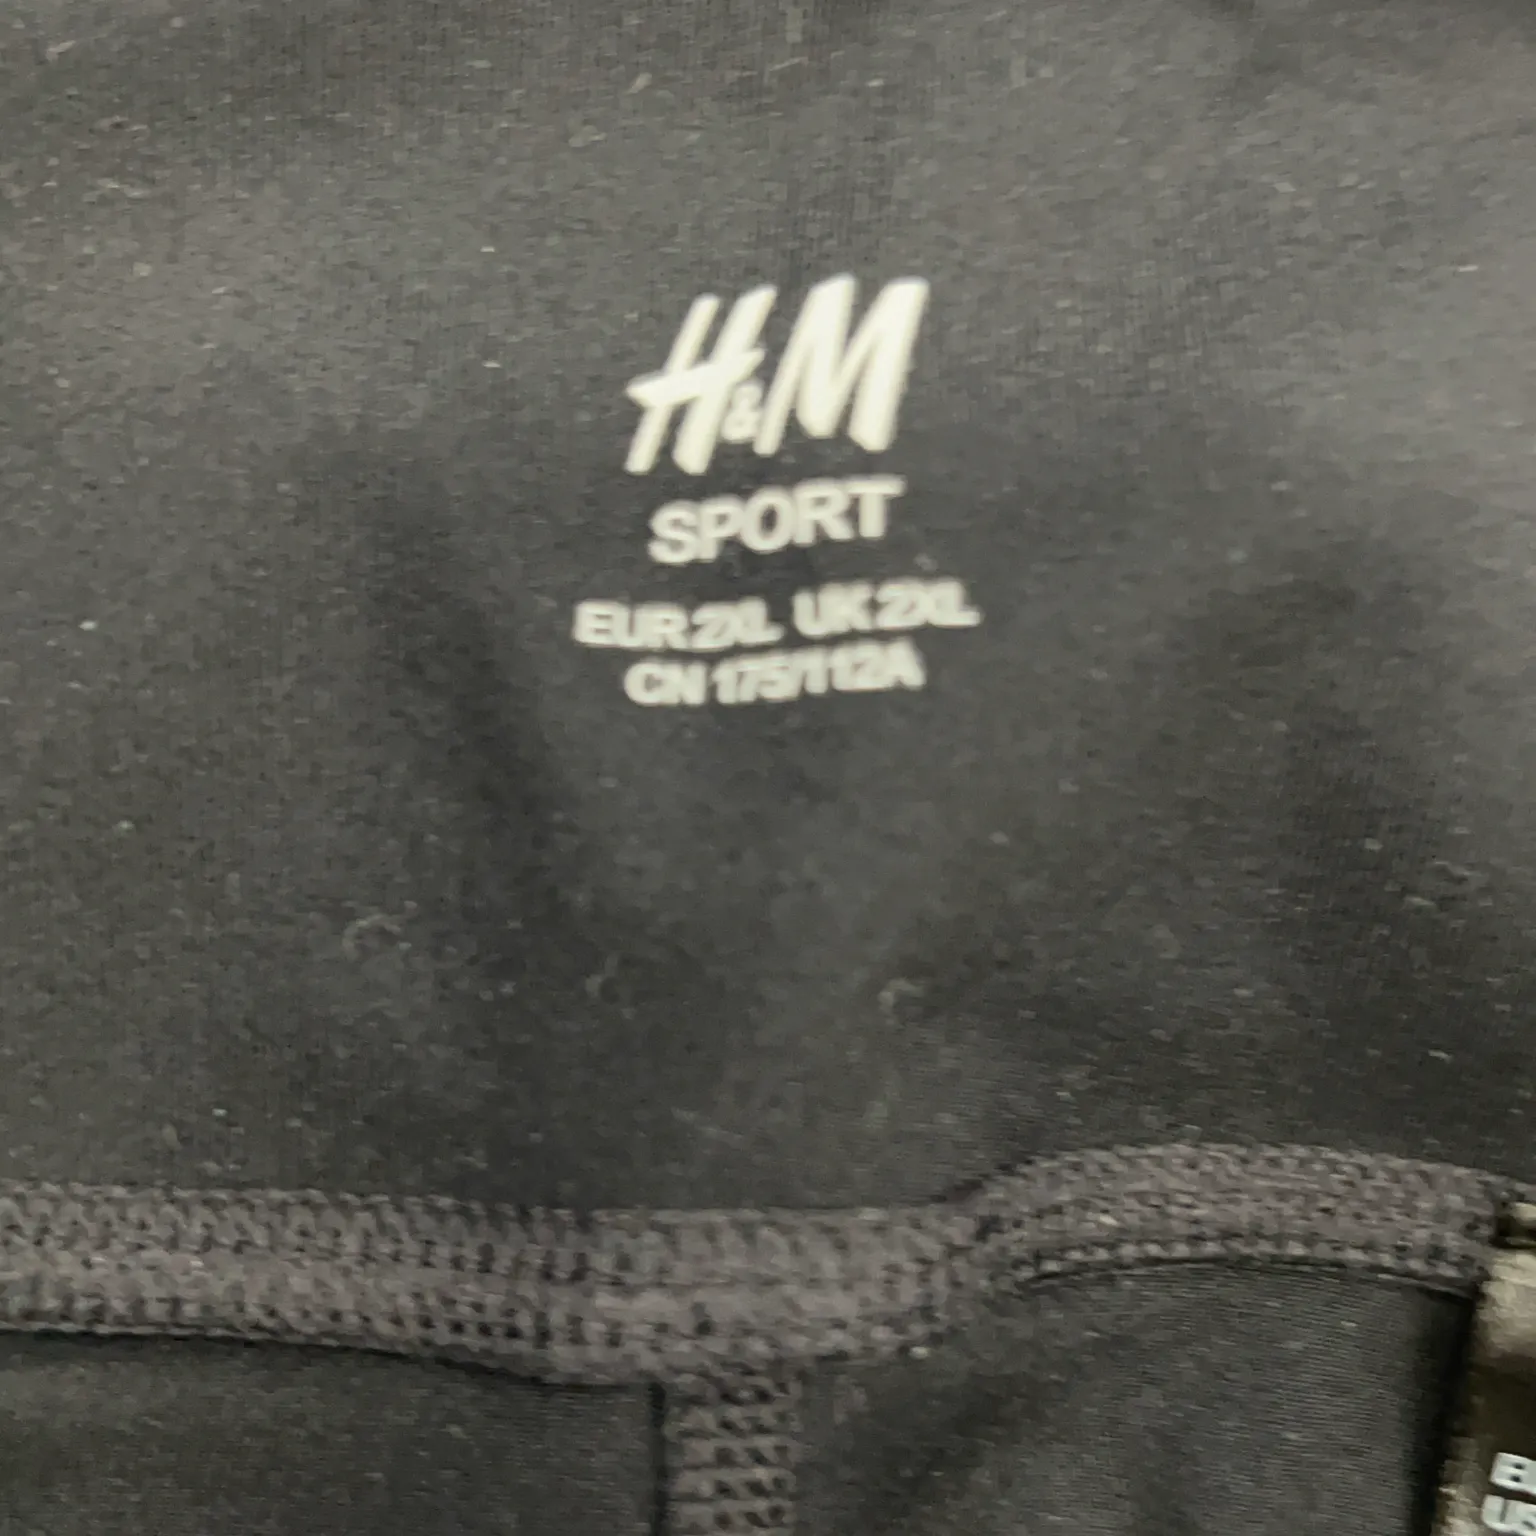 H&M
SPORT
EUR 2XL UK 2XL
CN 175/112A